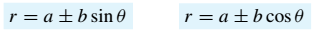 r = a ± b sin θ r = a ± b cos θ